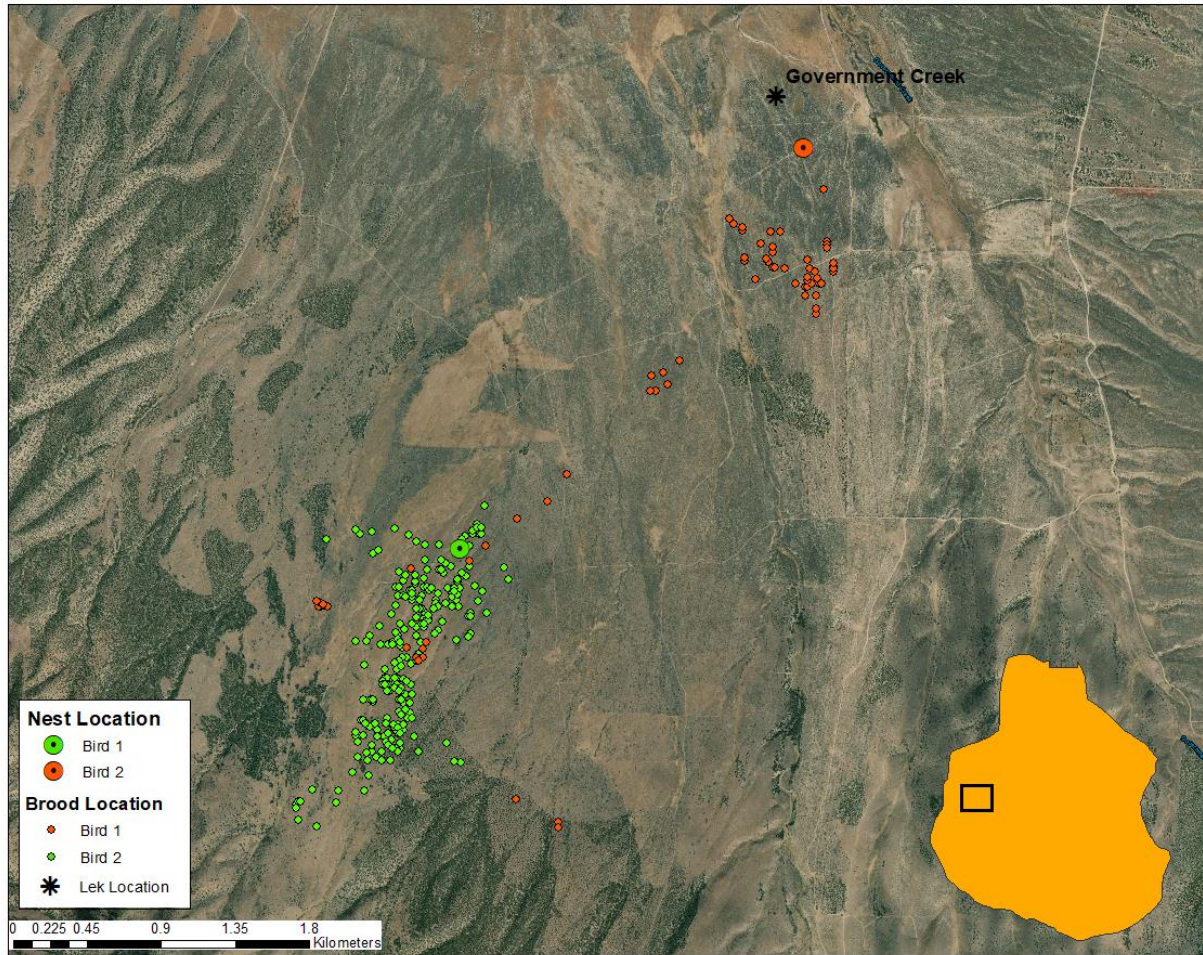 Government Creek
Nest Location
Bird 1
Bird 2
Brood Location
Bird 1
Bird 2
Lek Location
0 0.225 0.45 0.9 1.35 1.8
Kilometers